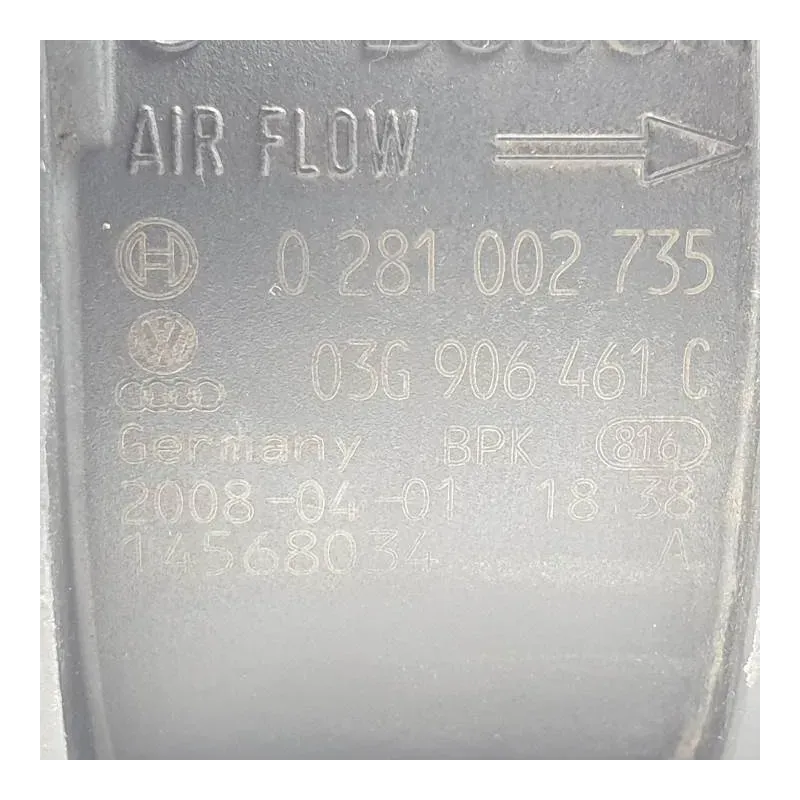 AIR FLOW
0 281 002 735
03G 906 461 C
Germany BPK 816
2008-04-01 18:38
14568034 A